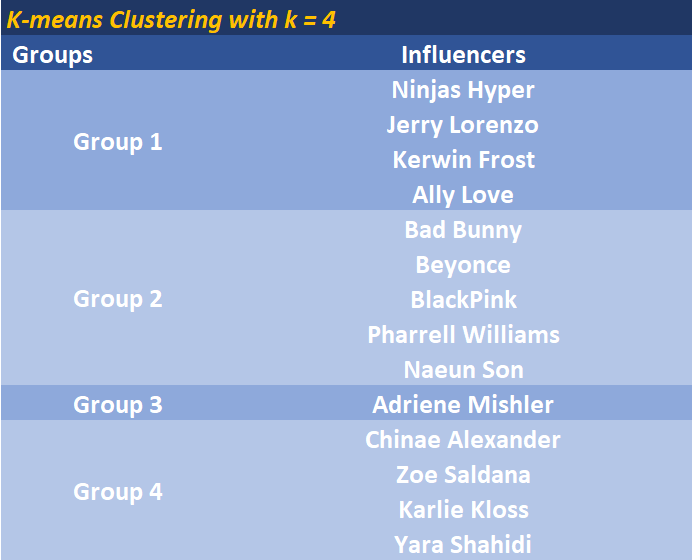 K-means Clustering with k = 4
Groups Influencers
Group 1
Ninjas Hyper
Jerry Lorenzo
Kerwin Frost
Ally Love
Group 2
Bad Bunny
Beyonce
BlackPink
Pharrell Williams
Naeun Son
Group 3 Adriene Mishler
Group 4
Chinae Alexander
Zoe Saldana
Karlie Kloss
Yara Shahidi